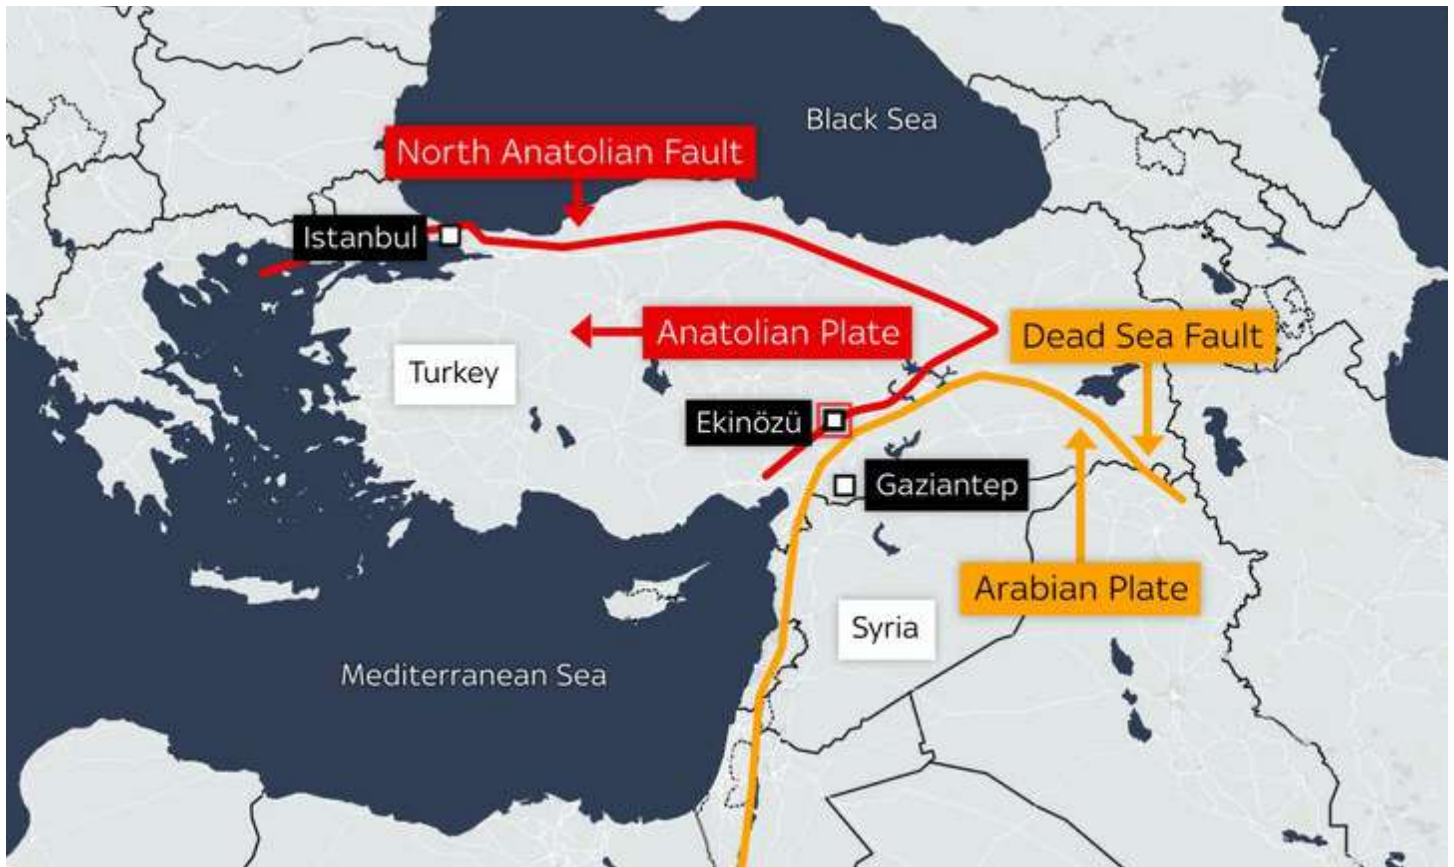 Black Sea
North Anatolian Fault
Istanbul
Anatolian Plate
Dead Sea Fault
Turkey
Ekinözü
Gaziantep
Arabian Plate
Syria
Mediterranean Sea